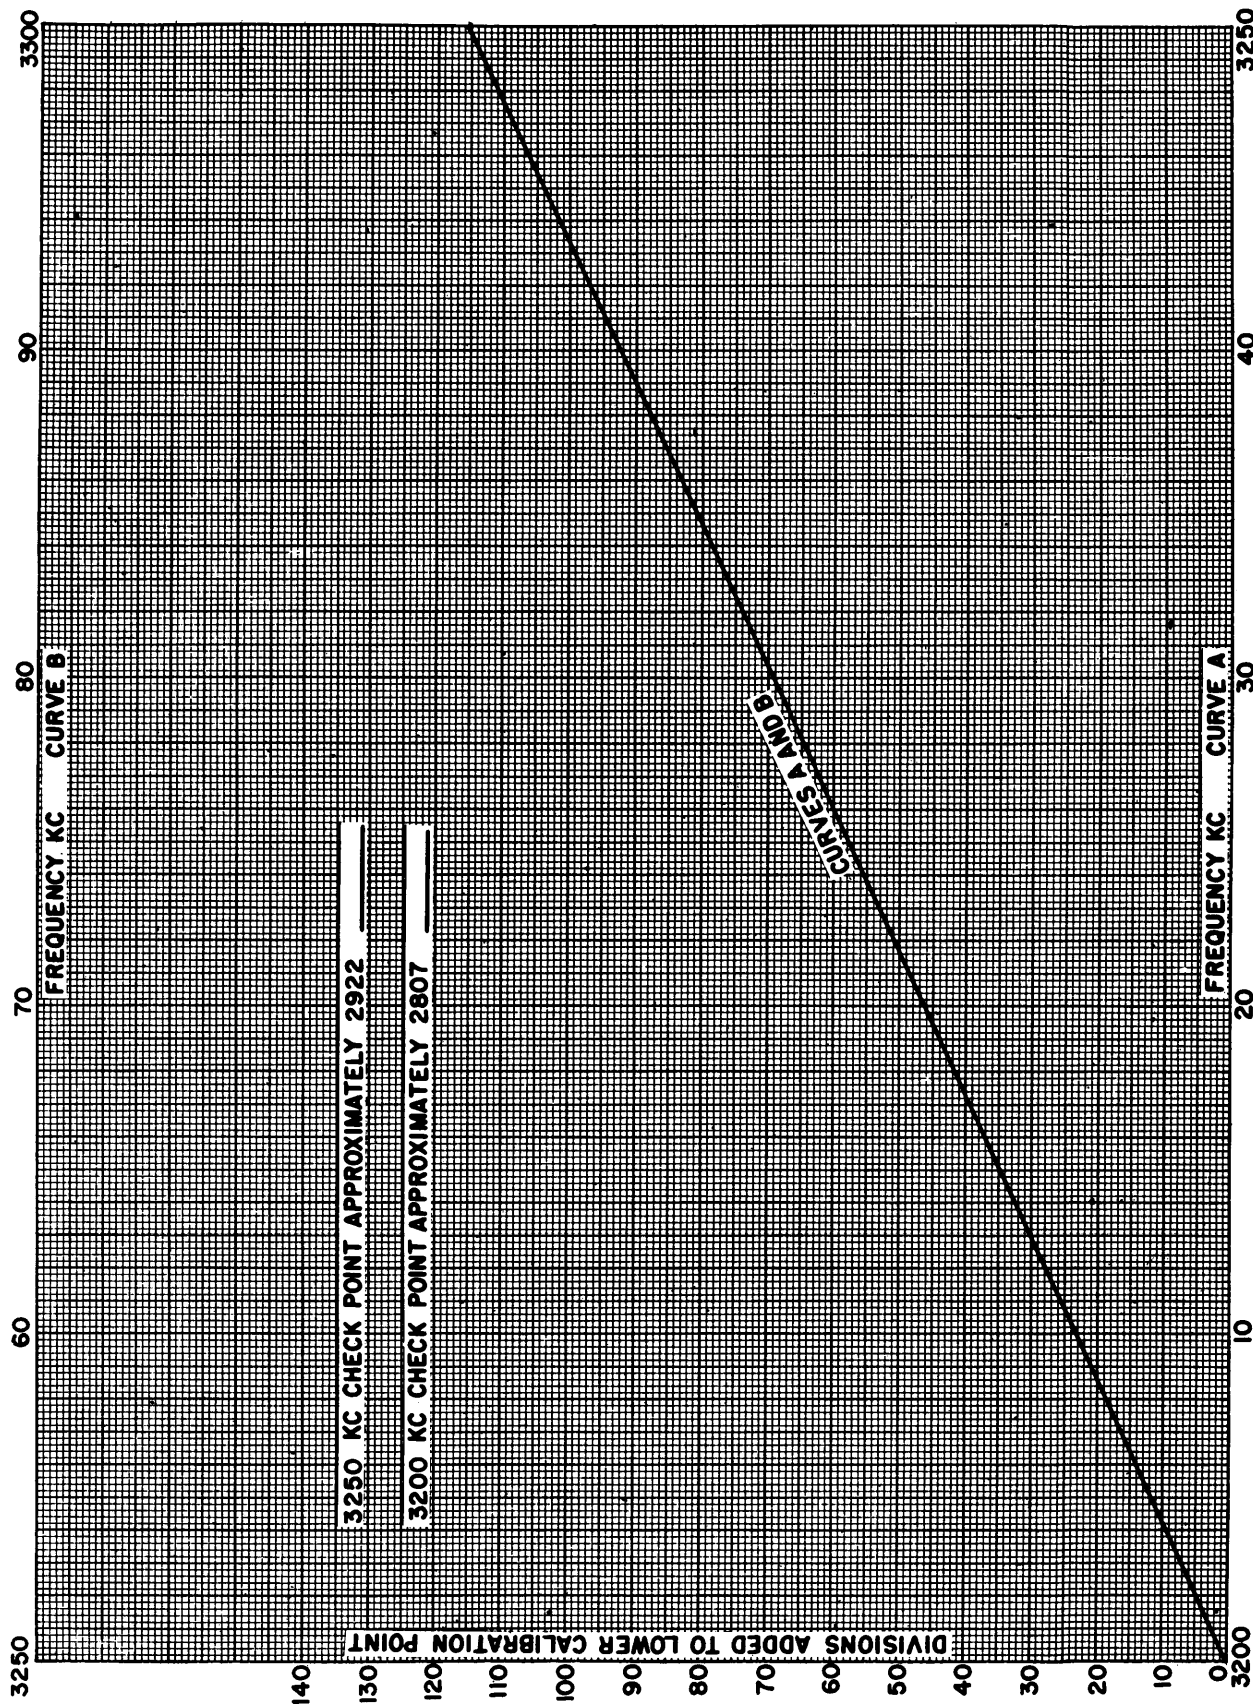 3250 60 70 80 90 3300
FREQUENCY KC CURVE B
3250 KC CHECK POINT APPROXIMATELY 2922
3200 KC CHECK POINT APPROXIMATELY 2807
CURVES A AND B
DIVISIONS ADDED TO LOWER CALIBRATION POINT
140
130
120
110
100
90
80
70
60
50
40
30
20
10
0
FREQUENCY KC CURVE A
3200 10 20 30 40 3250